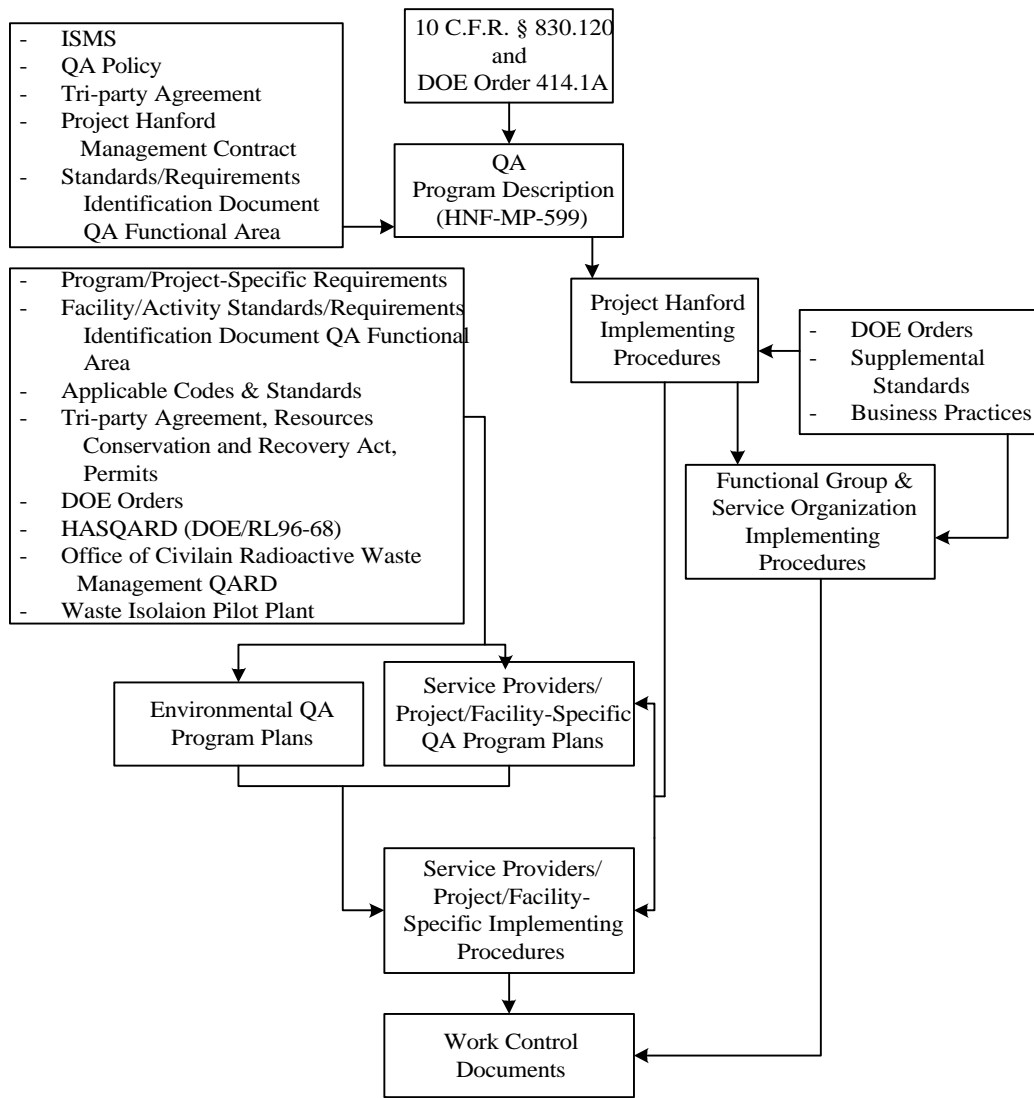 - ISMS
- QA Policy
- Tri-party Agreement
- Project Hanford
Management Contract
- Standards/Requirements
Identification Document
QA Functional Area
10 C.F.R. § 830.120
and
DOE Order 414.1A
QA
Program Description
(HNF-MP-599)
- Program/Project-Specific Requirements
- Facility/Activity Standards/Requirements
Identification Document QA Functional
Area
- Applicable Codes & Standards
- Tri-party Agreement, Resources
Conservation and Recovery Act,
Permits
- DOE Orders
- HASQARD (DOE/RL96-68)
- Office of Civilain Radioactive Waste
Management QARD
- Waste Isolaion Pilot Plant
Project Hanford
Implementing
Procedures
- DOE Orders
- Supplemental
Standards
- Business Practices
Functional Group &
Service Organization
Implementing
Procedures
Environmental QA
Program Plans
Service Providers/
Project/Facility-Specific
QA Program Plans
Service Providers/
Project/Facility-
Specific Implementing
Procedures
Work Control
Documents